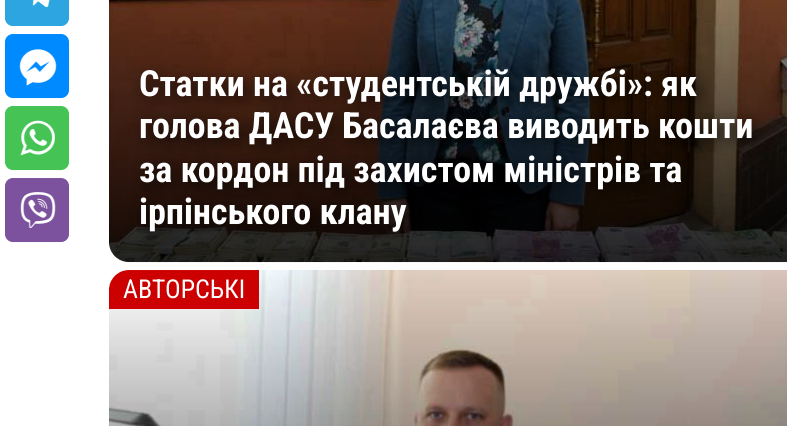 Статки на «студентській дружбі»: як
голова ДАСУ Басалаєва виводить кошти
за кордон під захистом міністрів та
ірпінського клану
АВТОРСЬКІ